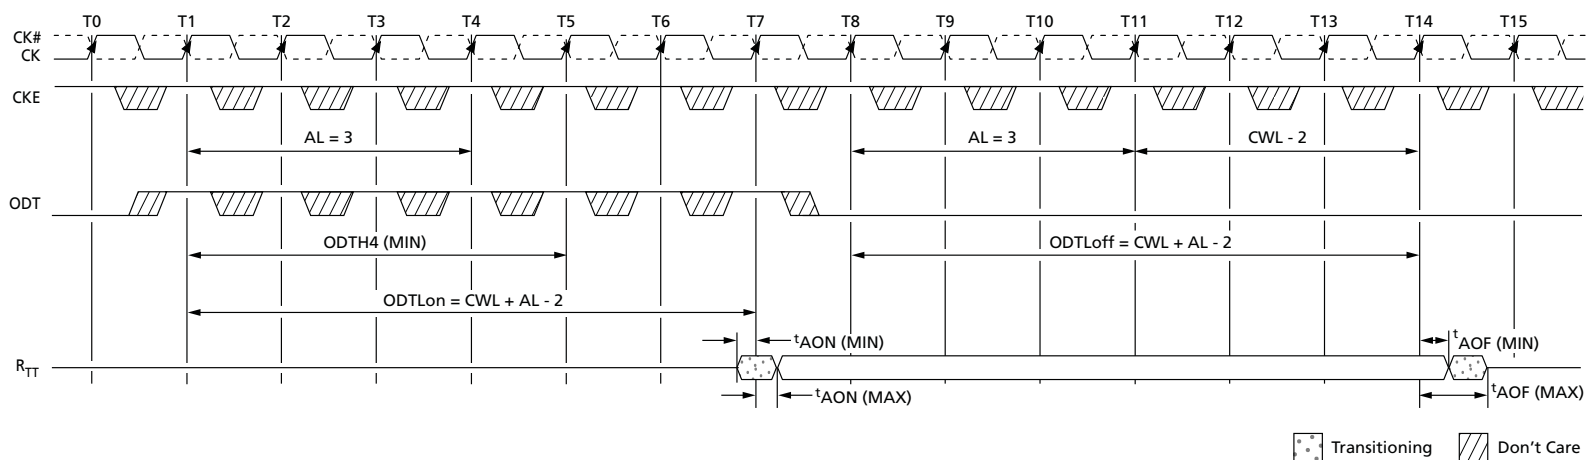 T0 T1 T2 T3 T4 T5 T6 T7 T8 T9 T10 T11 T12 T13 T14 T15
CK#
CK
CKE
AL = 3 AL = 3 CWL - 2
ODT
ODTH4 (MIN) ODTLoff = CWL + AL - 2
ODTLon = CWL + AL - 2
tAON (MIN) tAOF (MIN)
RTT
tAON (MAX) tAOF (MAX)
Transitioning Don't Care